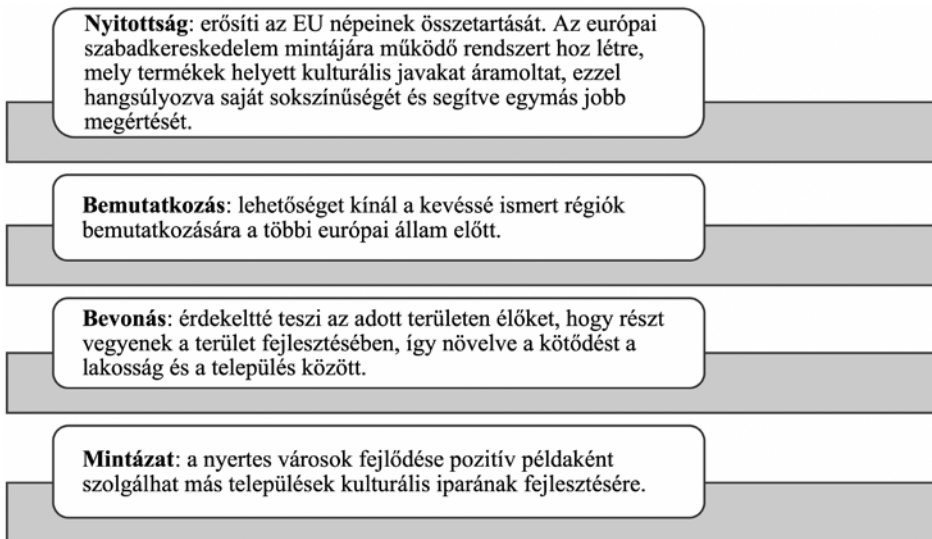 Nyitottság: erősíti az EU népeinek összetartását. Az európai
szabadkereskedelem mintájára működő rendszert hoz létre,
mely termékek helyett kulturális javakat áramoltat, ezzel
hangsúlyozva saját sokszínűségét és segítve egymás jobb
megértését.
Bemutatkozás: lehetőséget kínál a kevéssé ismert régiók
bemutatkozására a többi európai állam előtt.
Bevonás: érdekeltté teszi az adott területen élőket, hogy részt
vegyenek a terület fejlesztésében, így növelve a kötődést a
lakosság és a település között.
Mintázat: a nyertes városok fejlődése pozitív példaként
szolgálhat más települések kulturális iparának fejlesztésére.